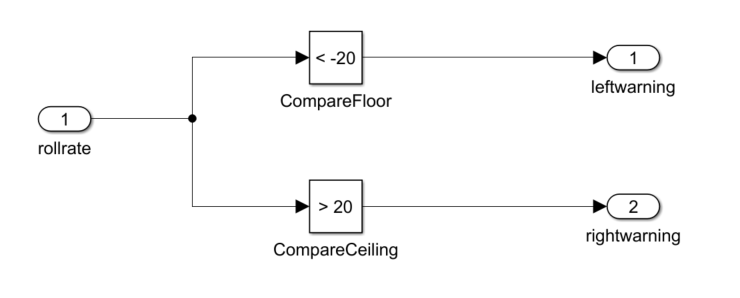 < -20
1
CompareFloor
leftwarning
1
rollrate
> 20
2
CompareCeiling
rightwarning